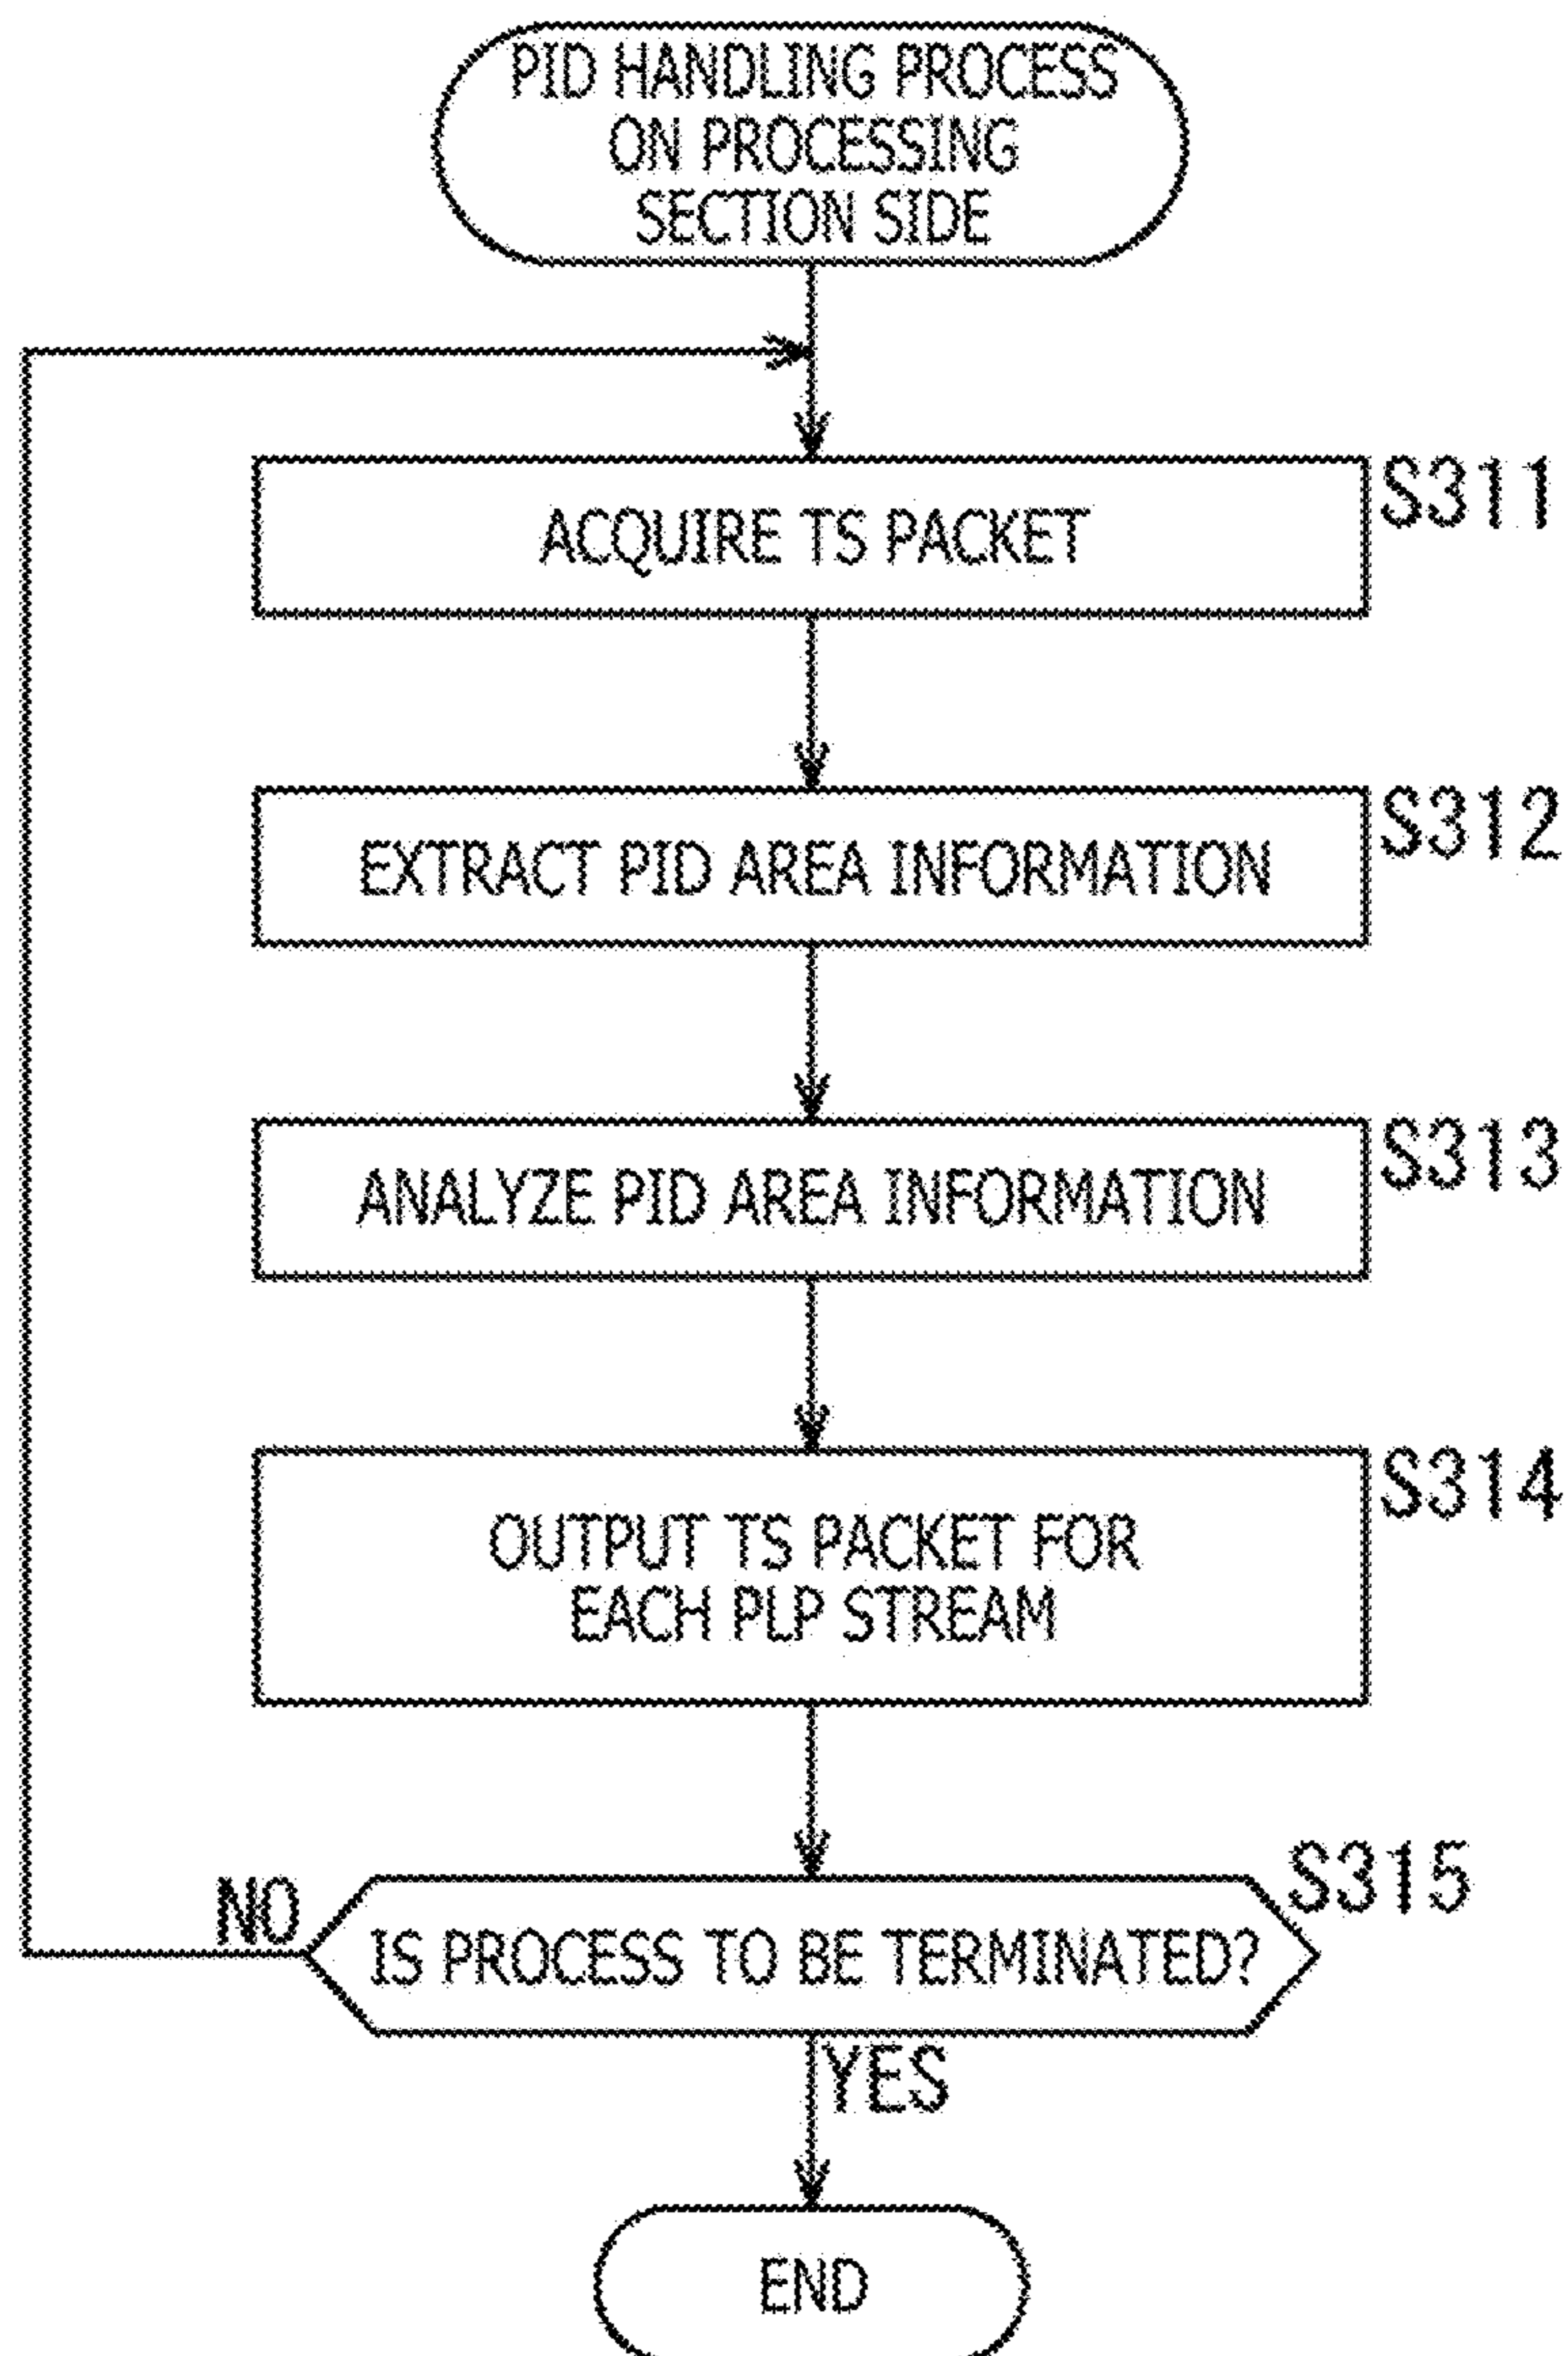 PID HANDLING PROCESS
ON PROCESSING
SECTION SIDE
S311
ACQUIRE TS PACKET
S312
EXTRACT PID AREA INFORMATION
S313
ANALYZE PID AREA INFORMATION
S314
OUTPUT TS PACKET FOR
EACH PLP STREAM
S315
NO
IS PROCESS TO BE TERMINATED?
YES
END